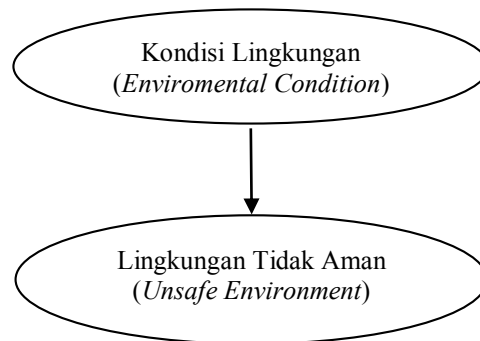 Kondisi Lingkungan
(Enviromental Condition)
Lingkungan Tidak Aman
(Unsafe Environment)